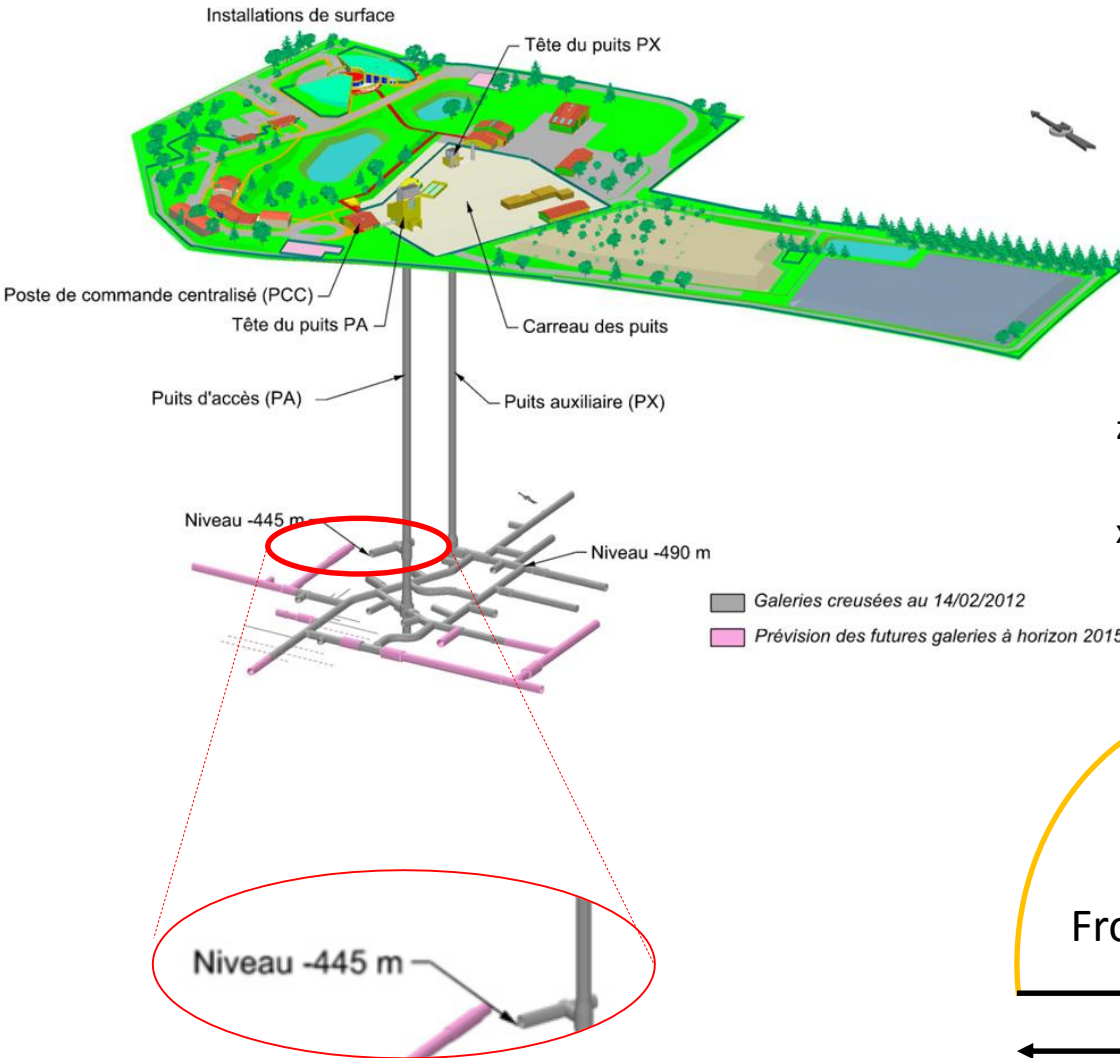 Installations de surface
Tête du puits PX
Poste de commande centralisé (PCC)
Tête du puits PA
Carreau des puits
Puits d'accès (PA)
Puits auxiliaire (PX)
z
x
Niveau -445 m
Niveau -490 m
Galeries creusées au 14/02/2012
Prévision des futures galeries à horizon 2015
Niveau -445 m